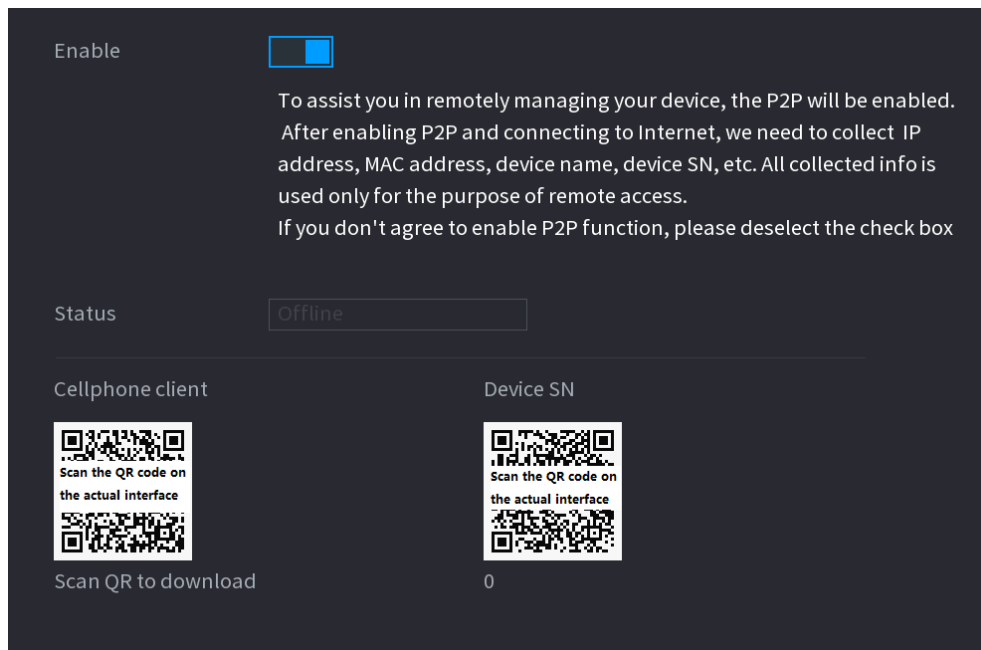 Enable
To assist you in remotely managing your device, the P2P will be enabled.
After enabling P2P and connecting to Internet, we need to collect IP
address, MAC address, device name, device SN, etc. All collected info is
used only for the purpose of remote access.
If you don't agree to enable P2P function, please deselect the check box
Status
Offline
Cellphone client
Device SN
Scan the QR code on
the actual interface
Scan the QR code on
the actual interface
Scan QR to download
0